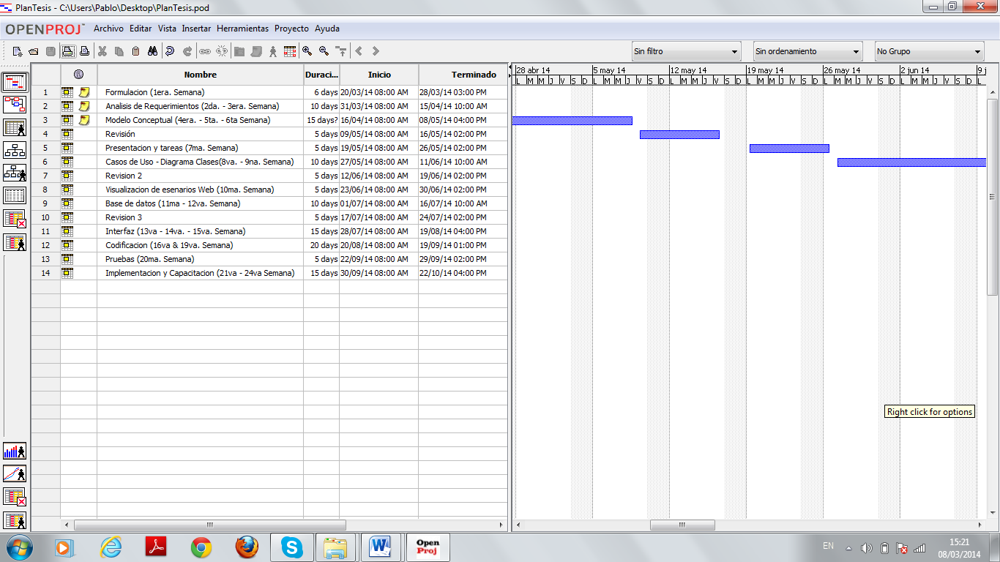 PlanTesis - C:\Users\Pablo\Desktop\PlanTesis.pod
OPENPROJ™ Archivo Editar Vista Insertar Herramientas Proyecto Ayuda
Sin filtro Sin ordenamiento No Grupo
Nombre Duraci... Inicio Terminado
28 abr 14 5 may 14 12 may 14 19 may 14 26 may 14 2 jun 14 9 j
L M M J V S D L M M J V S D L M M J V S D L M M J V S D L M M J V S D L M M J V S D L
1 Formulacion (1era. Semana) 6 days 20/03/14 08:00 AM 28/03/14 03:00 PM
2 Analisis de Requerimientos (2da. - 3era. Semana) 10 days 31/03/14 08:00 AM 15/04/14 10:00 AM
3 Modelo Conceptual (4era. - 5ta. - 6ta Semana) 15 days? 16/04/14 08:00 AM 08/05/14 04:00 PM
4 Revisión 5 days 09/05/14 08:00 AM 16/05/14 02:00 PM
5 Presentacion y tareas (7ma. Semana) 5 days 19/05/14 08:00 AM 26/05/14 02:00 PM
6 Casos de Uso - Diagrama Clases(8va. - 9na. Semana) 10 days 27/05/14 08:00 AM 11/06/14 10:00 AM
7 Revision 2 5 days 12/06/14 08:00 AM 19/06/14 02:00 PM
8 Visualizacion de esenarios Web (10ma. Semana) 5 days 23/06/14 08:00 AM 30/06/14 02:00 PM
9 Base de datos (11ma - 12va. Semana) 10 days 01/07/14 08:00 AM 16/07/14 10:00 AM
10 Revision 3 5 days 17/07/14 08:00 AM 24/07/14 02:00 PM
11 Interfaz (13va - 14va. - 15va. Semana) 15 days 28/07/14 08:00 AM 19/08/14 04:00 PM
12 Codificacion (16va & 19va. Semana) 20 days 20/08/14 08:00 AM 19/09/14 01:00 PM
13 Pruebas (20ma. Semana) 5 days 22/09/14 08:00 AM 29/09/14 02:00 PM
14 Implementacion y Capacitacion (21va - 24va Semana) 15 days 30/09/14 08:00 AM 22/10/14 04:00 PM
Right click for options
Open
Proj
EN
15:21
08/03/2014